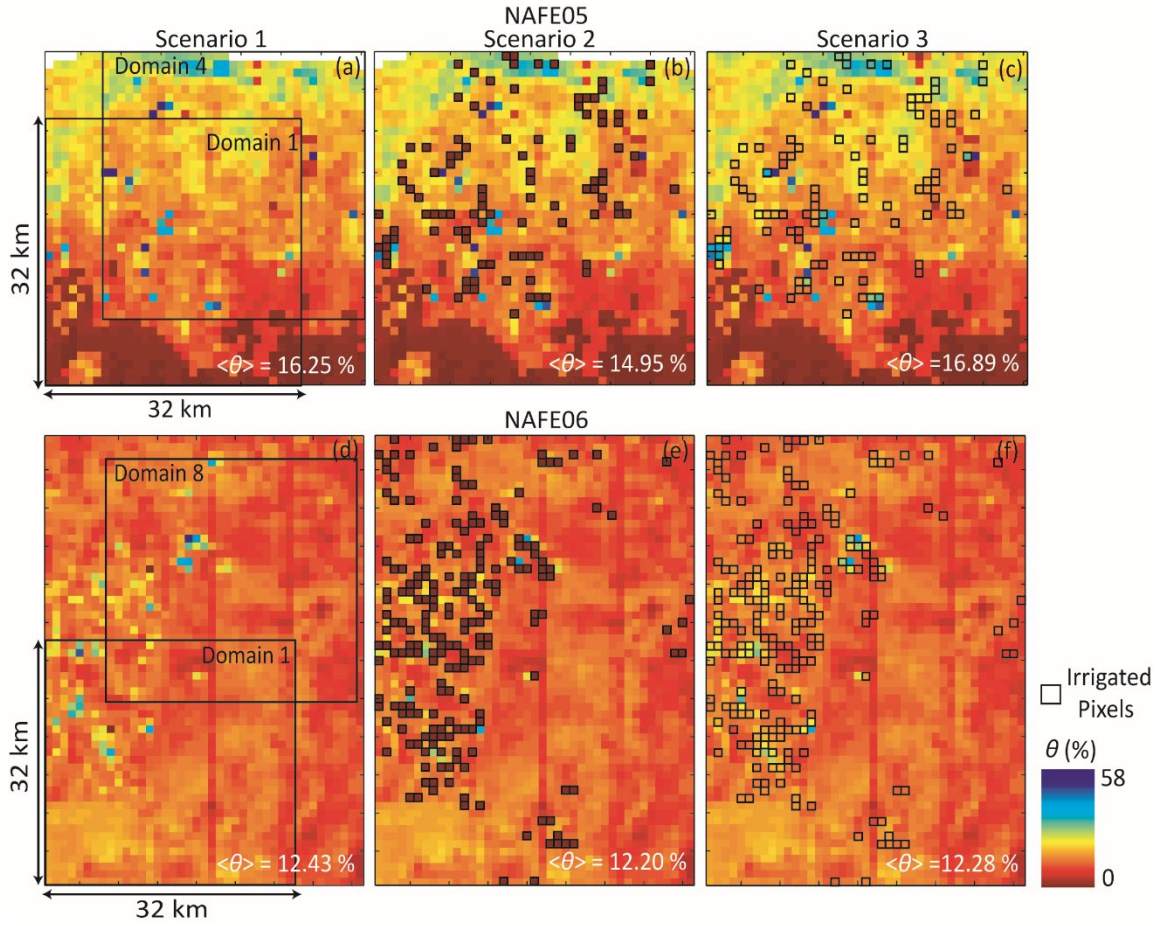 NAFE05
Scenario 1 Scenario 2 Scenario 3
Domain 4 (a) (b) (c)
Domain 1
32 km
<θ> = 16.25 % <θ> = 14.95 % <θ> =16.89 %
32 km
NAFE06
(d) (e) (f)
Domain 8
Domain 1
32 km
Irrigated
Pixels
θ (%)
58
0
<θ> = 12.43 % <θ> = 12.20 % <θ> =12.28 %
32 km